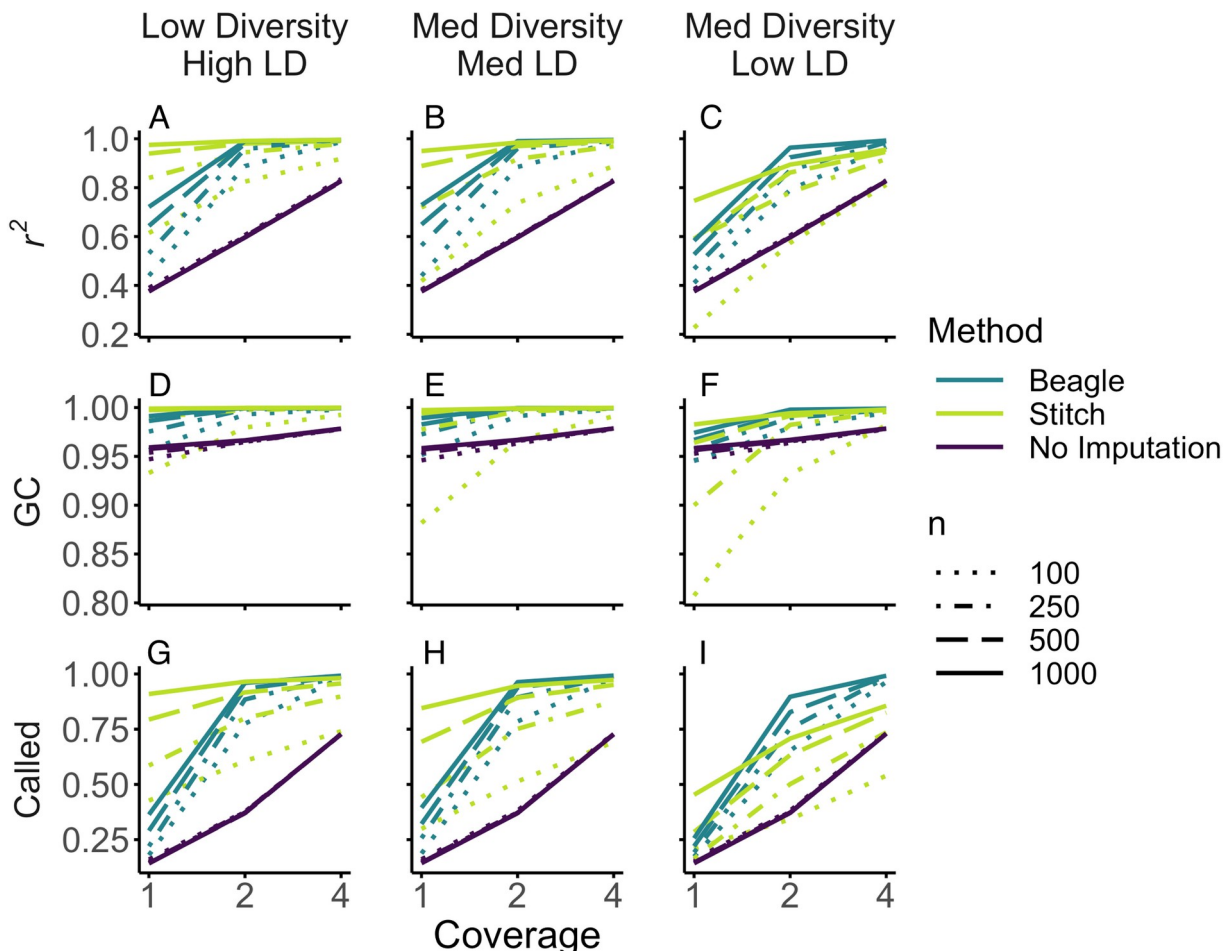 Low Diversity
High LD
Med Diversity
Med LD
Med Diversity
Low LD
A
B
C
1.0
0.8
0.6
0.4
0.2
r²
D
E
F
1.00
0.95
0.90
0.85
0.80
GC
G
H
I
1.00
0.75
0.50
0.25
Called
1 2 4
1 2 4
1 2 4
Coverage
Method
Beagle
Stitch
No Imputation
n
100
250
500
1000